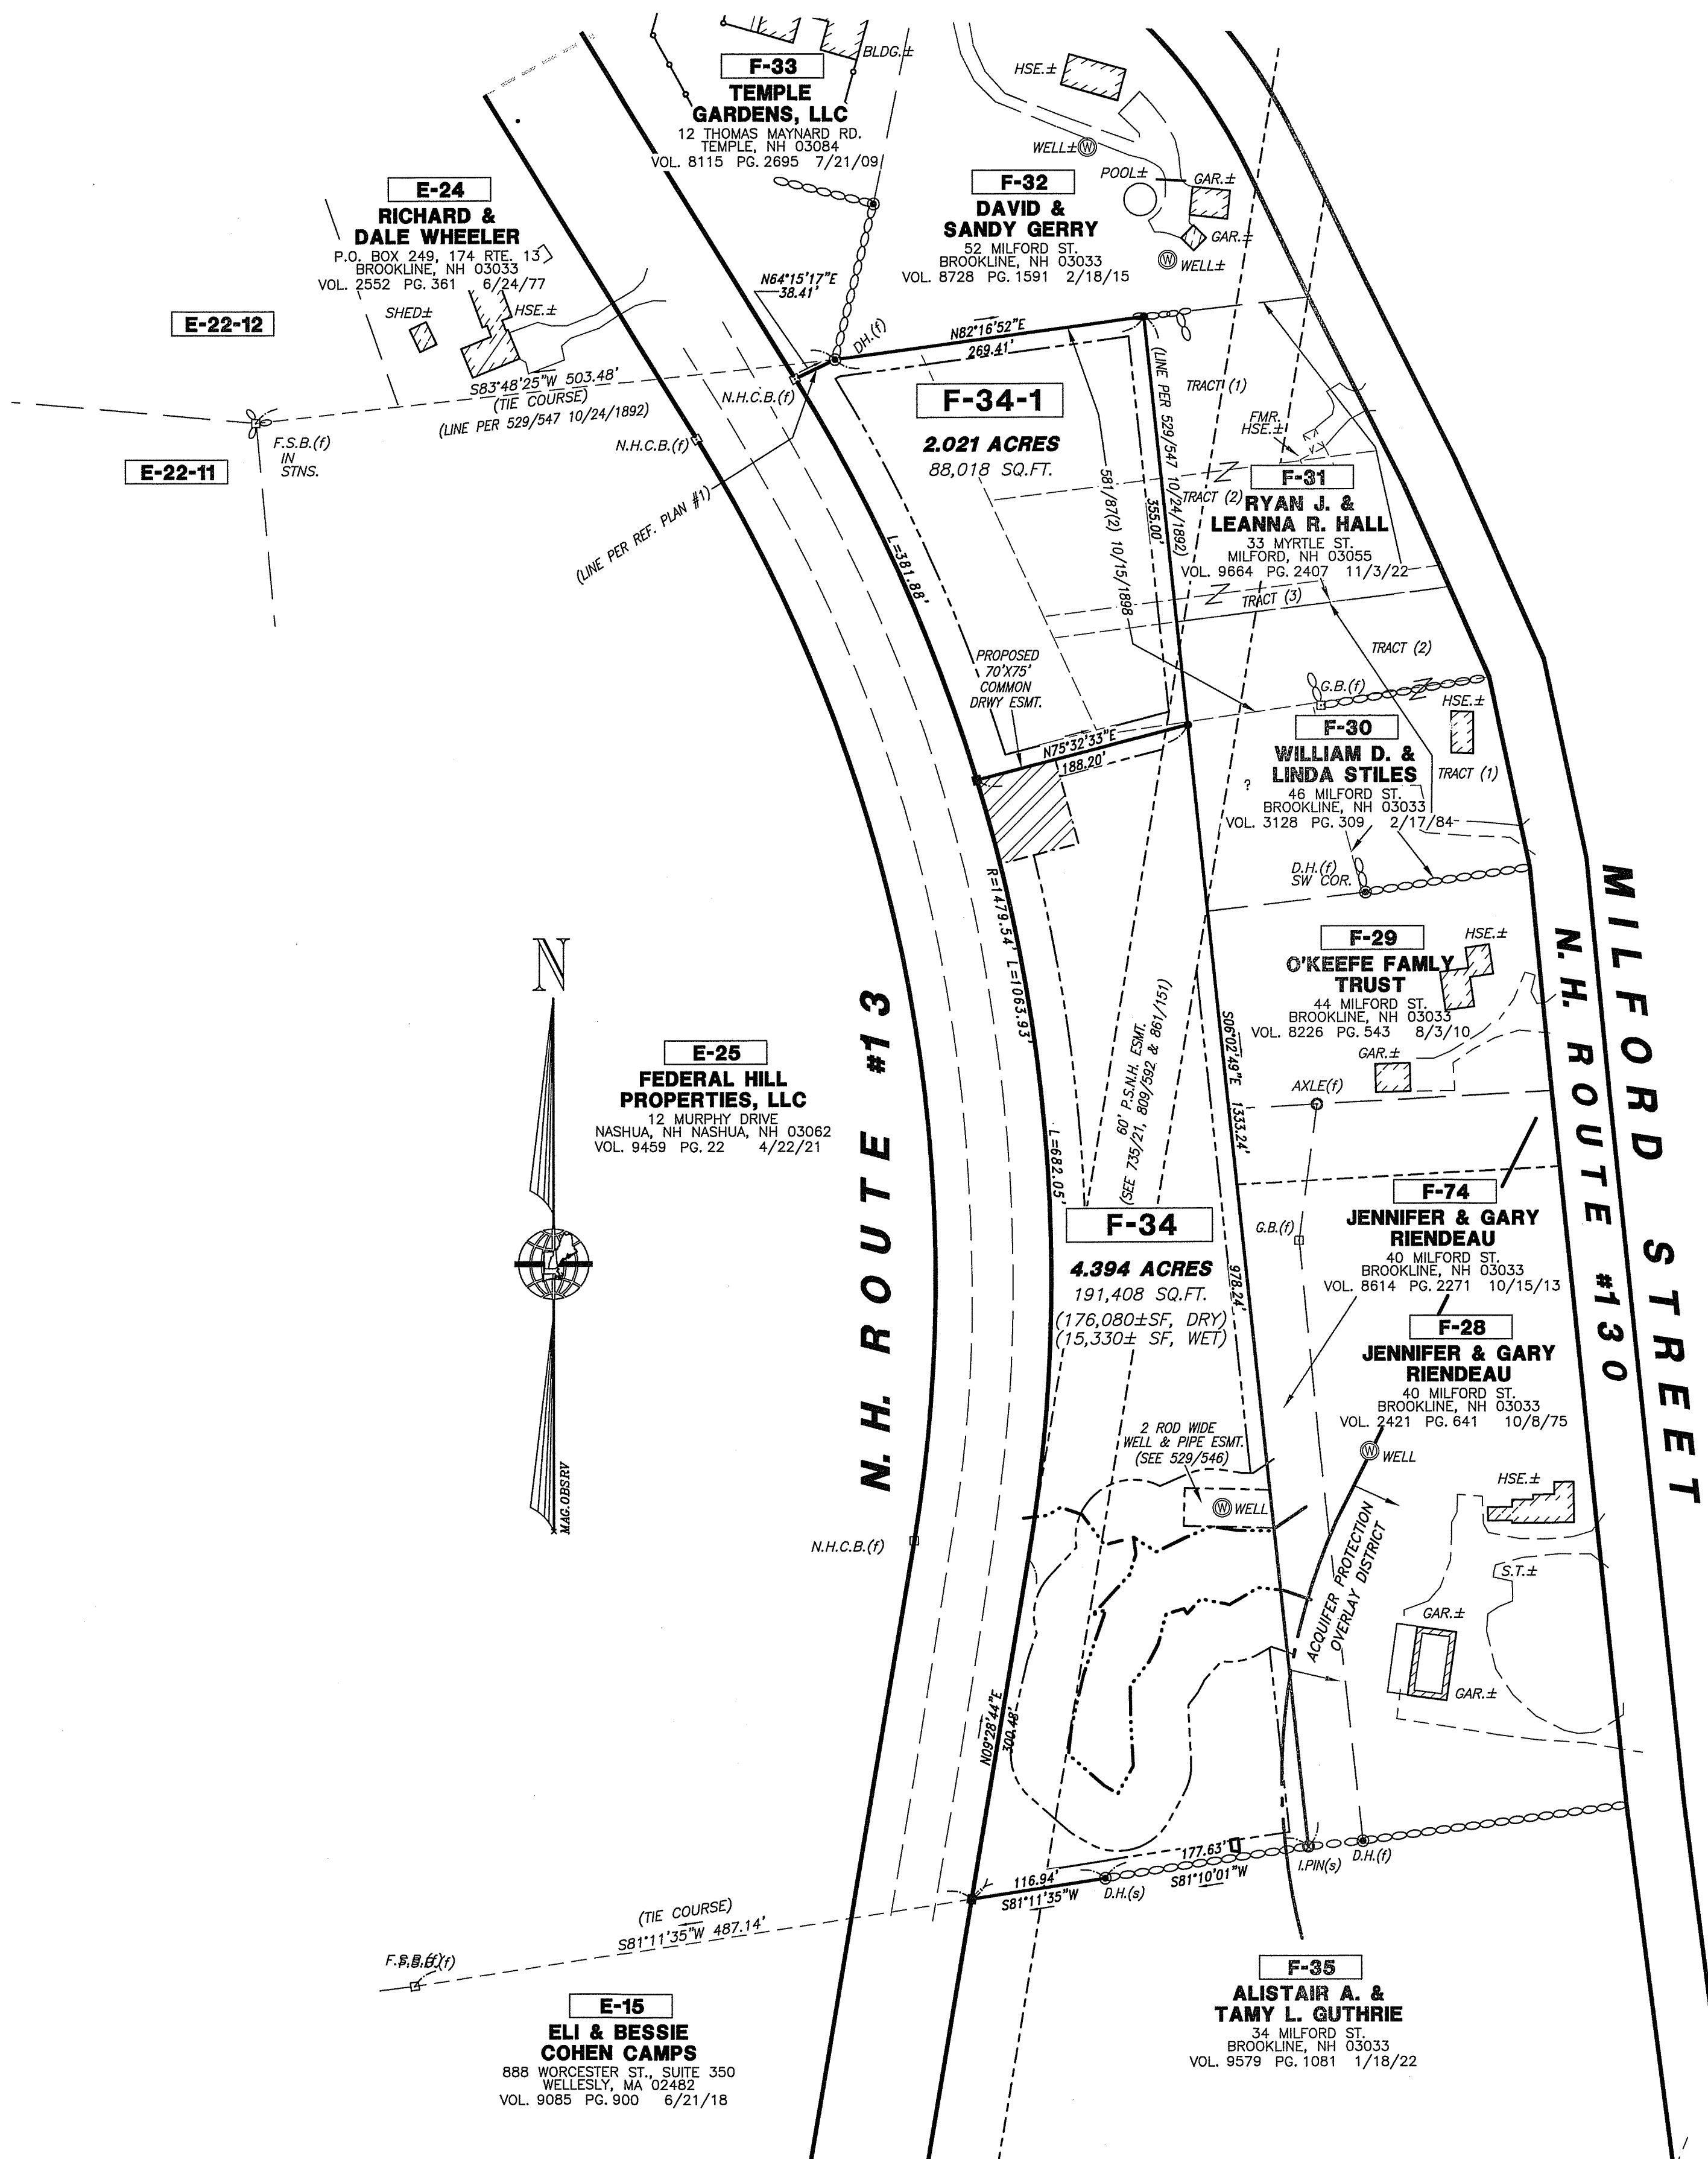 F-33
TEMPLE
GARDENS, LLC
12 THOMAS MAYNARD RD.
TEMPLE, NH 03084
VOL. 8115 PG. 2695 7/21/09
BLDG.±
HSE.±
WELL±
W
POOL±
GAR.±
GAR.±
W
WELL±
F-32
DAVID &
SANDY GERRY
52 MILFORD ST.
BROOKLINE, NH 03033
VOL. 8728 PG. 1591 2/18/15
E-24
RICHARD &
DALE WHEELER
P.O. BOX 249, 174 RTE. 13
BROOKLINE, NH 03033
VOL. 2552 PG. 361 6/24/77
SHED±
HSE.±
E-22-12
E-22-11
N64°15'17"E
38.41'
DH.(f)
N82°16'52"E
269.41'
S83°48'25"W 503.48'
(TIE COURSE)
(LINE PER 529/547 10/24/1892)
N.H.C.B.(f)
N.H.C.B.(f)
F.S.B.(f)
IN
STNS.
(LINE PER REF. PLAN #1)
F-34-1
2.021 ACRES
88,018 SQ.FT.
(LINE PER 529/547 10/24/1892)
355.00'
581/87(2) 10/15/1898
L=381.88'
TRACT (1)
FMR.
HSE.±
TRACT (2)
F-31
RYAN J. &
LEANNA R. HALL
33 MYRTLE ST.
MILFORD, NH 03055
VOL. 9664 PG. 2407 11/3/22
TRACT (3)
TRACT (2)
PROPOSED
70'X75'
COMMON
DRWY ESMT.
N75°32'33"E
188.20'
G.B.(f)
HSE.±
F-30
WILLIAM D. &
LINDA STILES
46 MILFORD ST.
BROOKLINE, NH 03033
VOL. 3128 PG. 309 2/17/84
TRACT (1)
?
D.H.(f)
SW COR.
R=1479.54' L=1063.93'
F-29
O'KEEFE FAMLY
TRUST
44 MILFORD ST.
BROOKLINE, NH 03033
VOL. 8226 PG. 543 8/3/10
HSE.±
GAR.±
AXLE(f)
MILFORD STREET
N.H. ROUTE #130
N
MAG.OBSRV
E-25
FEDERAL HILL
PROPERTIES, LLC
12 MURPHY DRIVE
NASHUA, NH NASHUA, NH 03062
VOL. 9459 PG. 22 4/22/21
N.H. ROUTE #13
60' P.S.N.H. ESMT.
(SEE 735/21, 809/592 & 861/151)
S06°02'49"E 1333.24'
L=682.05'
F-34
4.394 ACRES
191,408 SQ.FT.
(176,080±SF, DRY)
(15,330± SF, WET)
978.24'
G.B.(f)
F-74
JENNIFER & GARY
RIENDEAU
40 MILFORD ST.
BROOKLINE, NH 03033
VOL. 8614 PG. 2271 10/15/13
F-28
JENNIFER & GARY
RIENDEAU
40 MILFORD ST.
BROOKLINE, NH 03033
VOL. 2421 PG. 641 10/8/75
2 ROD WIDE
WELL & PIPE ESMT.
(SEE 529/546)
W
WELL
W
WELL
HSE.±
ACQUIFER PROTECTION
OVERLAY DISTRICT
S.T.±
GAR.±
GAR.±
N.H.C.B.(f)
N09°28'44"E
300.48'
116.94'
S81°11'35"W
177.63'
S81°10'01"W
D.H.(s)
I.PIN(s)
D.H.(f)
(TIE COURSE)
S81°11'35"W 487.14'
E-15
ELI & BESSIE
COHEN CAMPS
888 WORCESTER ST., SUITE 350
WELLESLY, MA 02482
VOL. 9085 PG. 900 6/21/18
F-35
ALISTAIR A. &
TAMY L. GUTHRIE
34 MILFORD ST.
BROOKLINE, NH 03033
VOL. 9579 PG. 1081 1/18/22